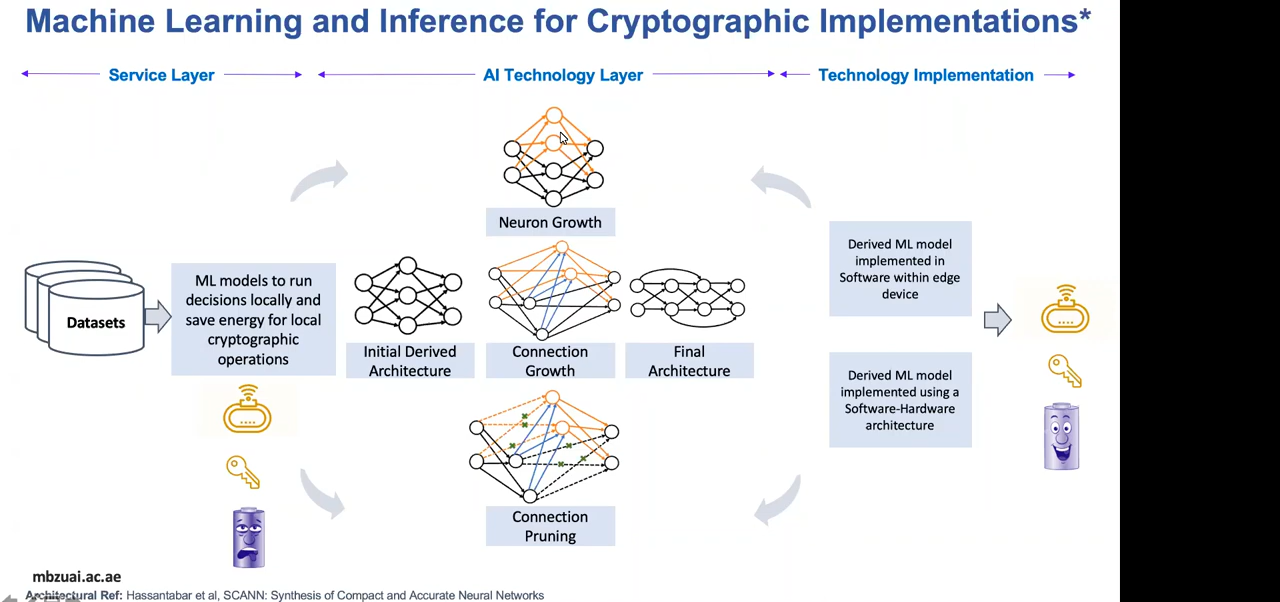 Machine Learning and Inference for Cryptographic Implementations*
Service Layer
AI Technology Layer
Technology Implementation
Neuron Growth
Datasets
ML models to run
decisions locally and
save energy for local
cryptographic
operations
Initial Derived
Architecture
Connection
Growth
Final
Architecture
Connection
Pruning
Derived ML model
implemented in
Software within edge
device
Derived ML model
implemented using a
Software-Hardware
architecture
mbzuai.ac.ae
Architectural Ref: Hassantabar et al, SCANN: Synthesis of Compact and Accurate Neural Networks